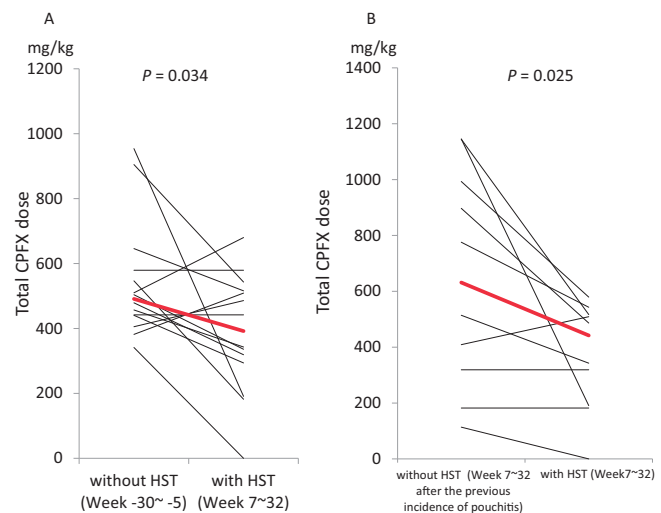 A
mg/kg
1200
1000
800
600
400
200
0
Total CPFX dose
P = 0.034
without HST
(Week -30~ -5)
with HST
(Week 7~32)
B
mg/kg
1400
1200
1000
800
600
400
200
0
Total CPFX dose
P = 0.025
without HST (Week 7~32
after the previous
incidence of pouchitis)
with HST (Week7~32)